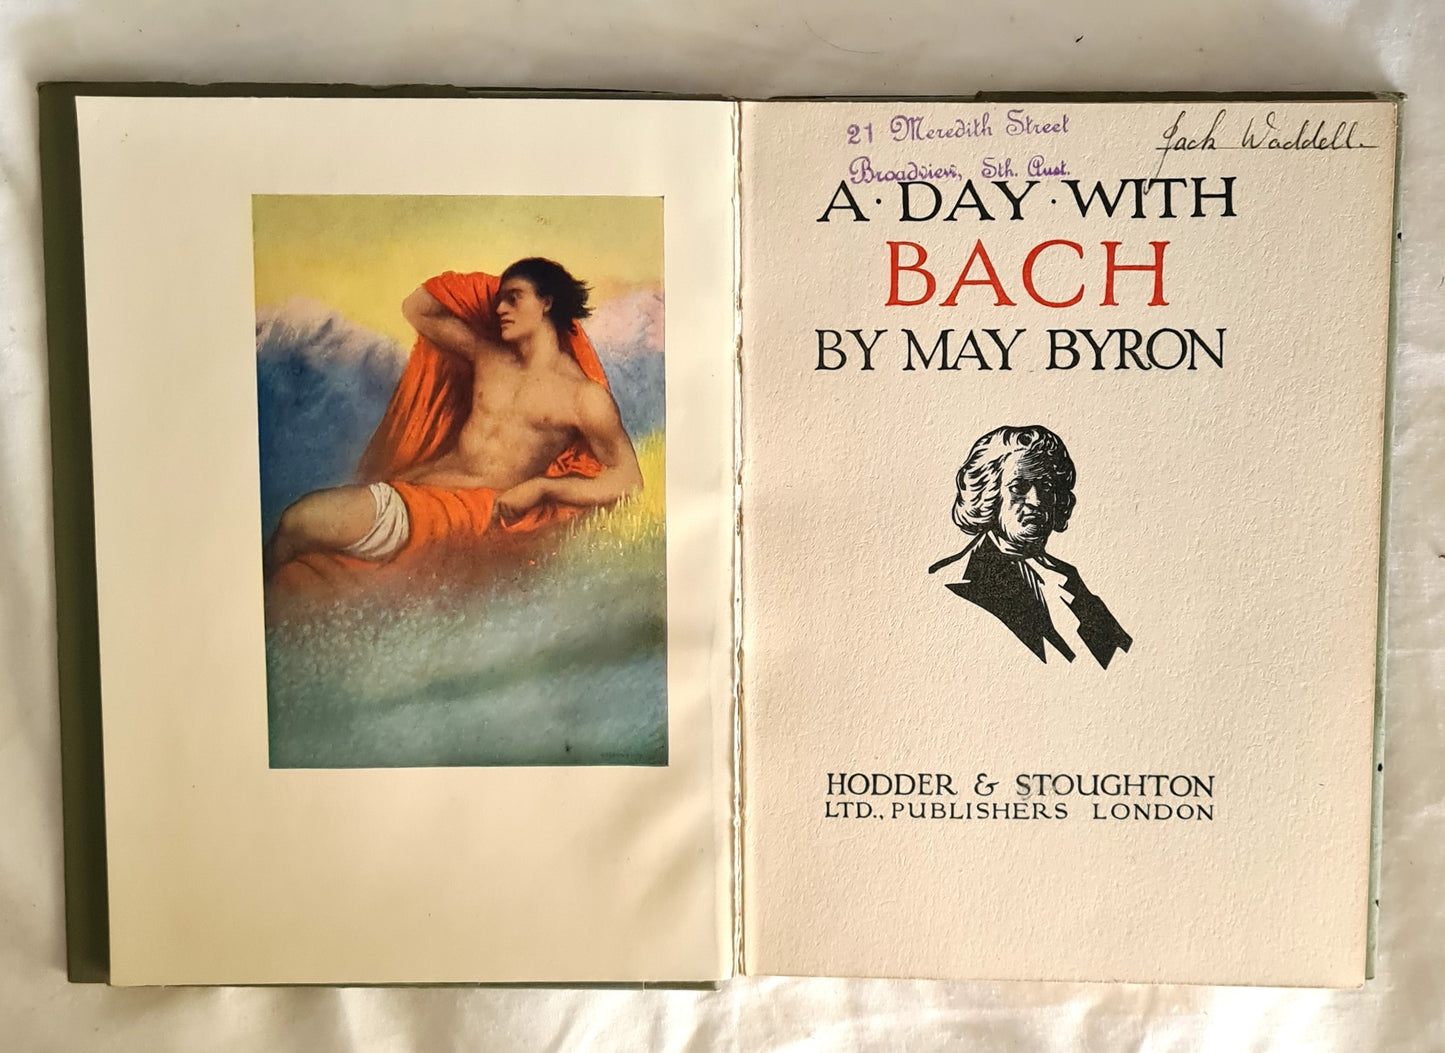 21 Meredith Street
Broadview, Sth. Aust.
Jack Waddell
A · DAY · WITH
BACH
BY MAY BYRON
HODDER & STOUGHTON
LTD., PUBLISHERS LONDON